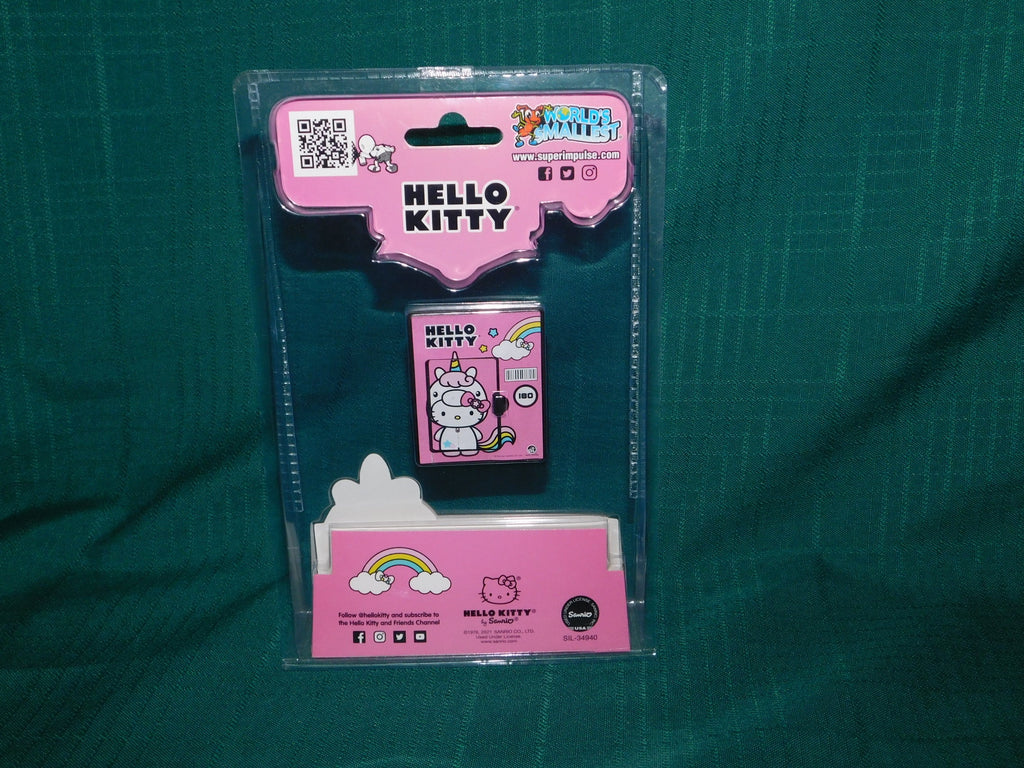 WORLD'S
SMALLEST
www.superimpulse.com
HELLO
KITTY
HELLO
KITTY
180
Follow @hellokitty and subscribe to
the Hello Kitty and Friends Channel
HELLO KITTY®
by Sanrio®
©1976, 2021 SANRIO CO., LTD.
Used Under License.
www.sanrio.com
Sanrio
USA
SIL-34940